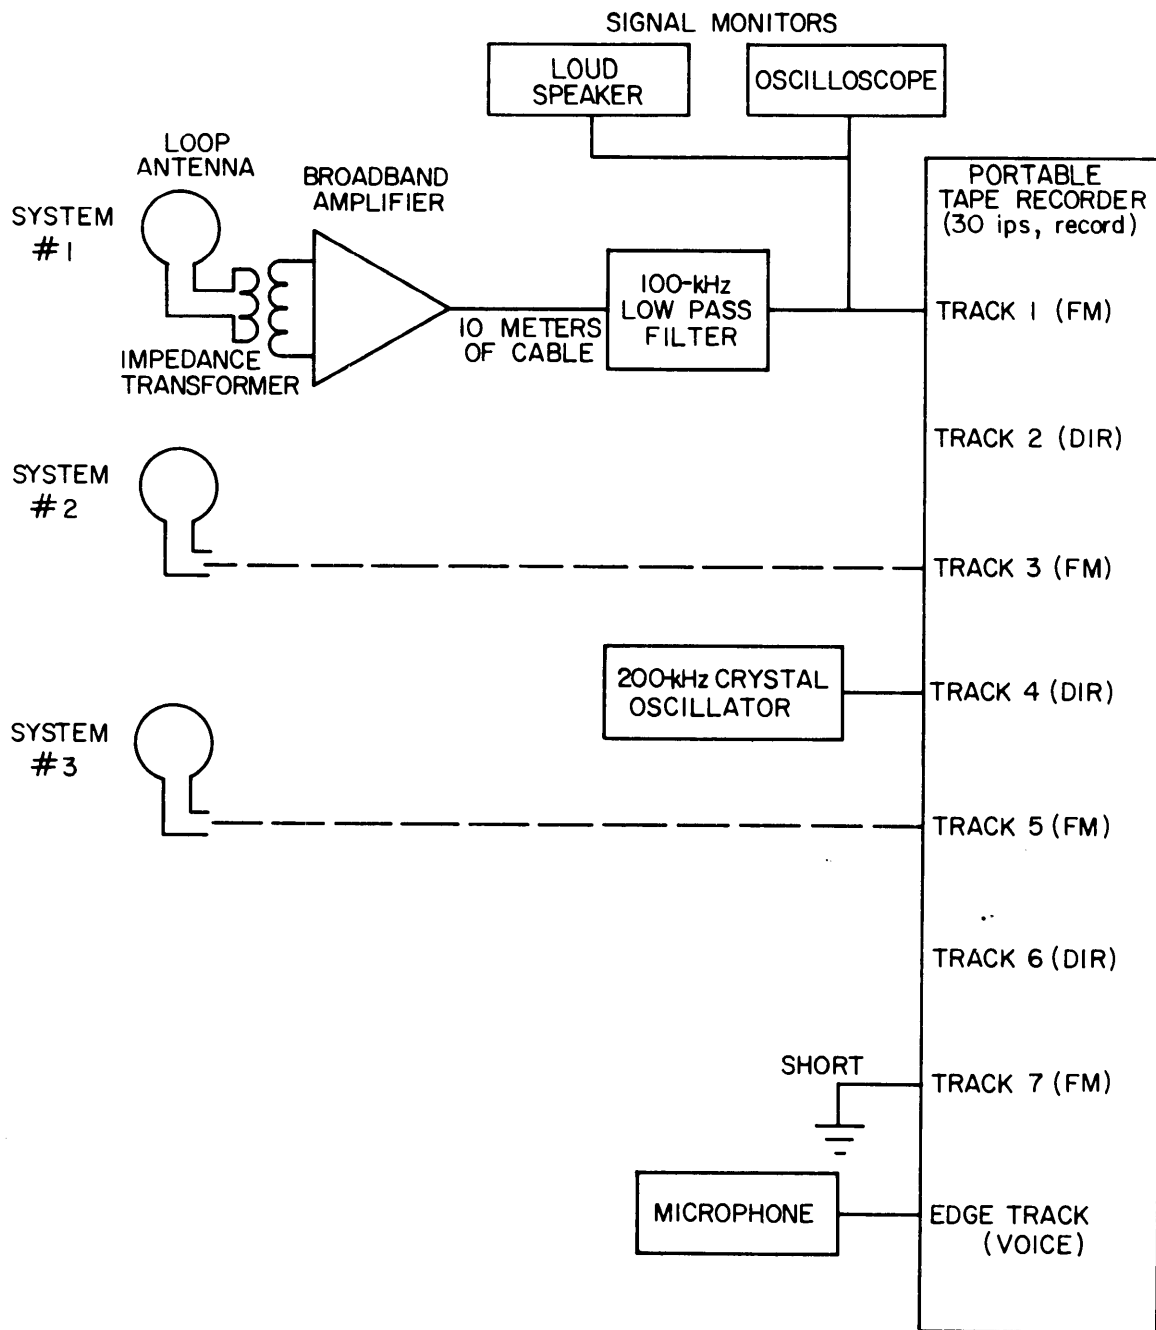 SIGNAL MONITORS
LOUD
SPEAKER
OSCILLOSCOPE
LOOP
ANTENNA
BROADBAND
AMPLIFIER
SYSTEM
#1
IMPEDANCE
TRANSFORMER
10 METERS
OF CABLE
100-kHz
LOW PASS
FILTER
PORTABLE
TAPE RECORDER
(30 ips, record)
TRACK 1 (FM)
TRACK 2 (DIR)
SYSTEM
#2
TRACK 3 (FM)
200-kHz CRYSTAL
OSCILLATOR
TRACK 4 (DIR)
SYSTEM
#3
TRACK 5 (FM)
TRACK 6 (DIR)
SHORT
TRACK 7 (FM)
MICROPHONE
EDGE TRACK
(VOICE)